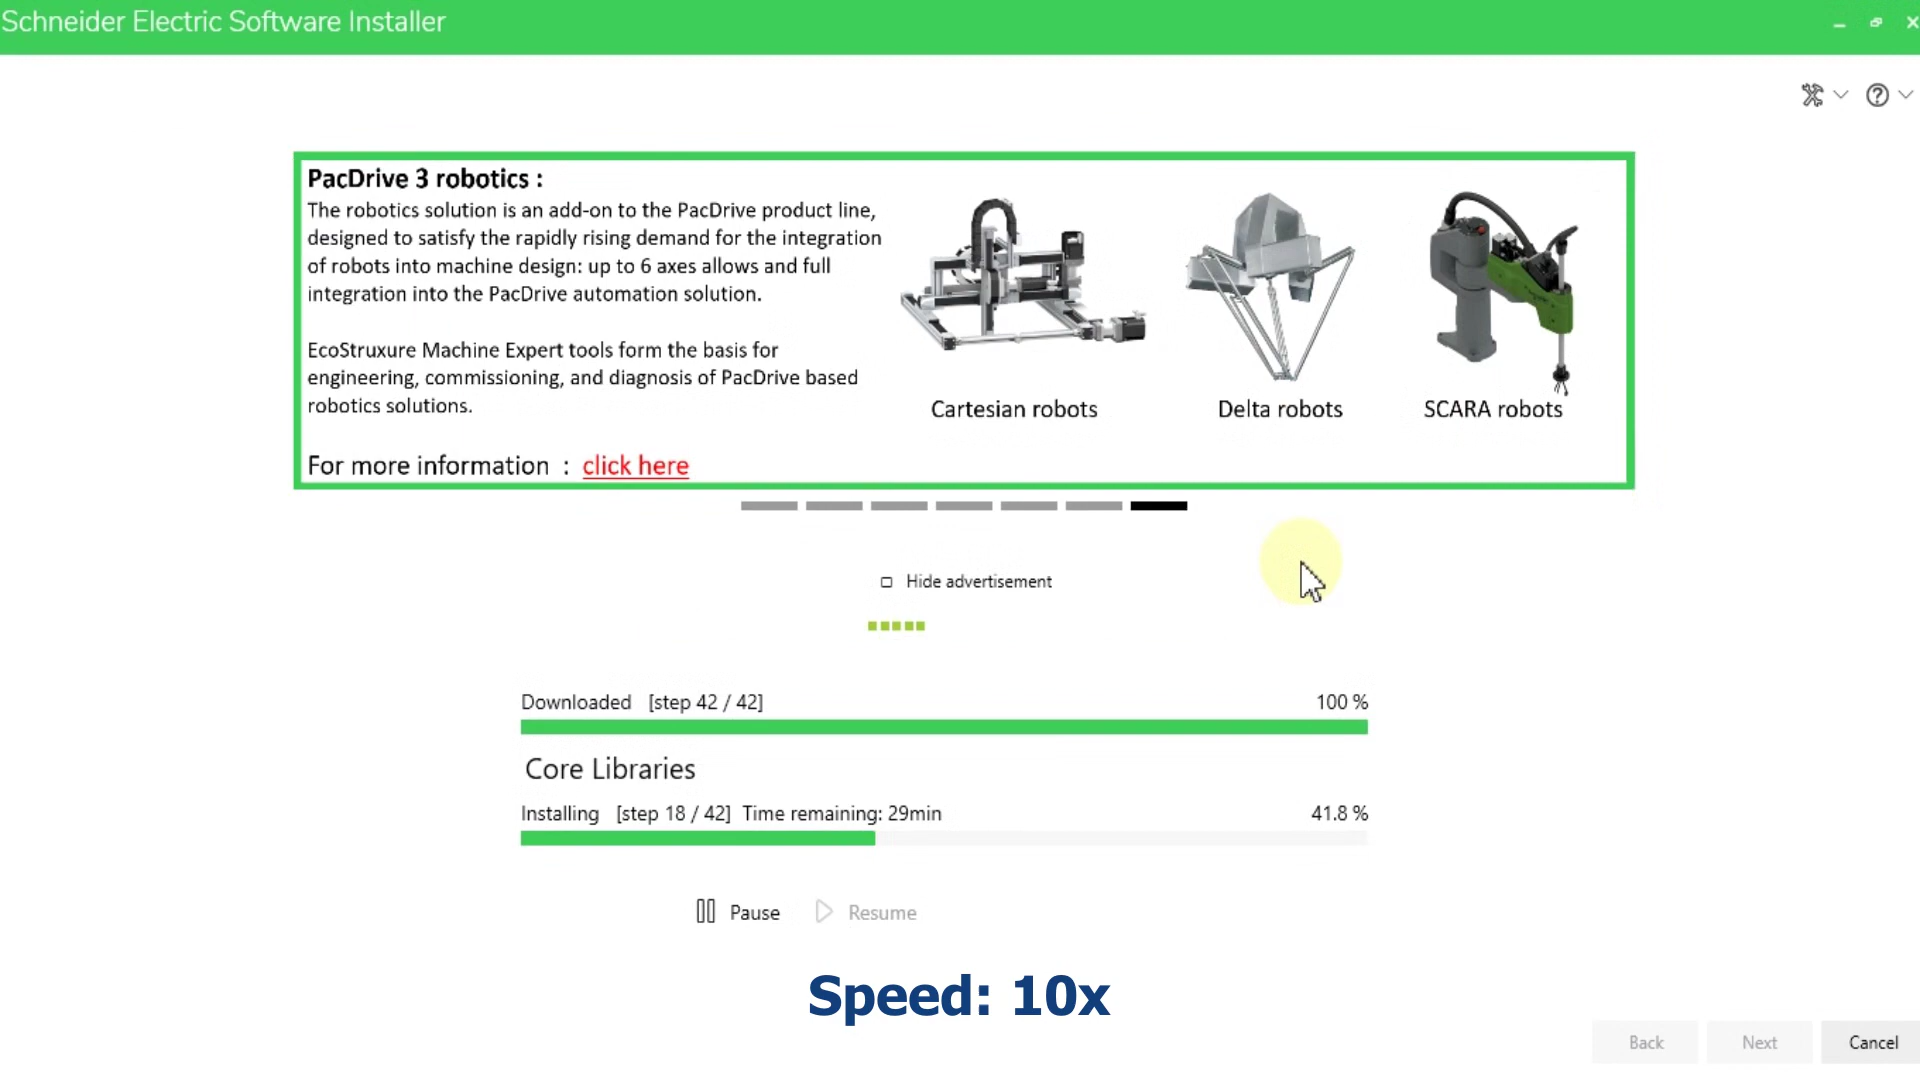 Schneider Electric Software Installer
PacDrive 3 robotics :
The robotics solution is an add-on to the PacDrive product line,
designed to satisfy the rapidly rising demand for the integration
of robots into machine design: up to 6 axes allows and full
integration into the PacDrive automation solution.
EcoStruxure Machine Expert tools form the basis for
engineering, commissioning, and diagnosis of PacDrive based
robotics solutions.
For more information : click here
Cartesian robots
Delta robots
SCARA robots
Hide advertisement
Downloaded [step 42 / 42] 100 %
Core Libraries
Installing [step 18 / 42] Time remaining: 29min 41.8 %
Pause Resume
Speed: 10x
Back Next Cancel